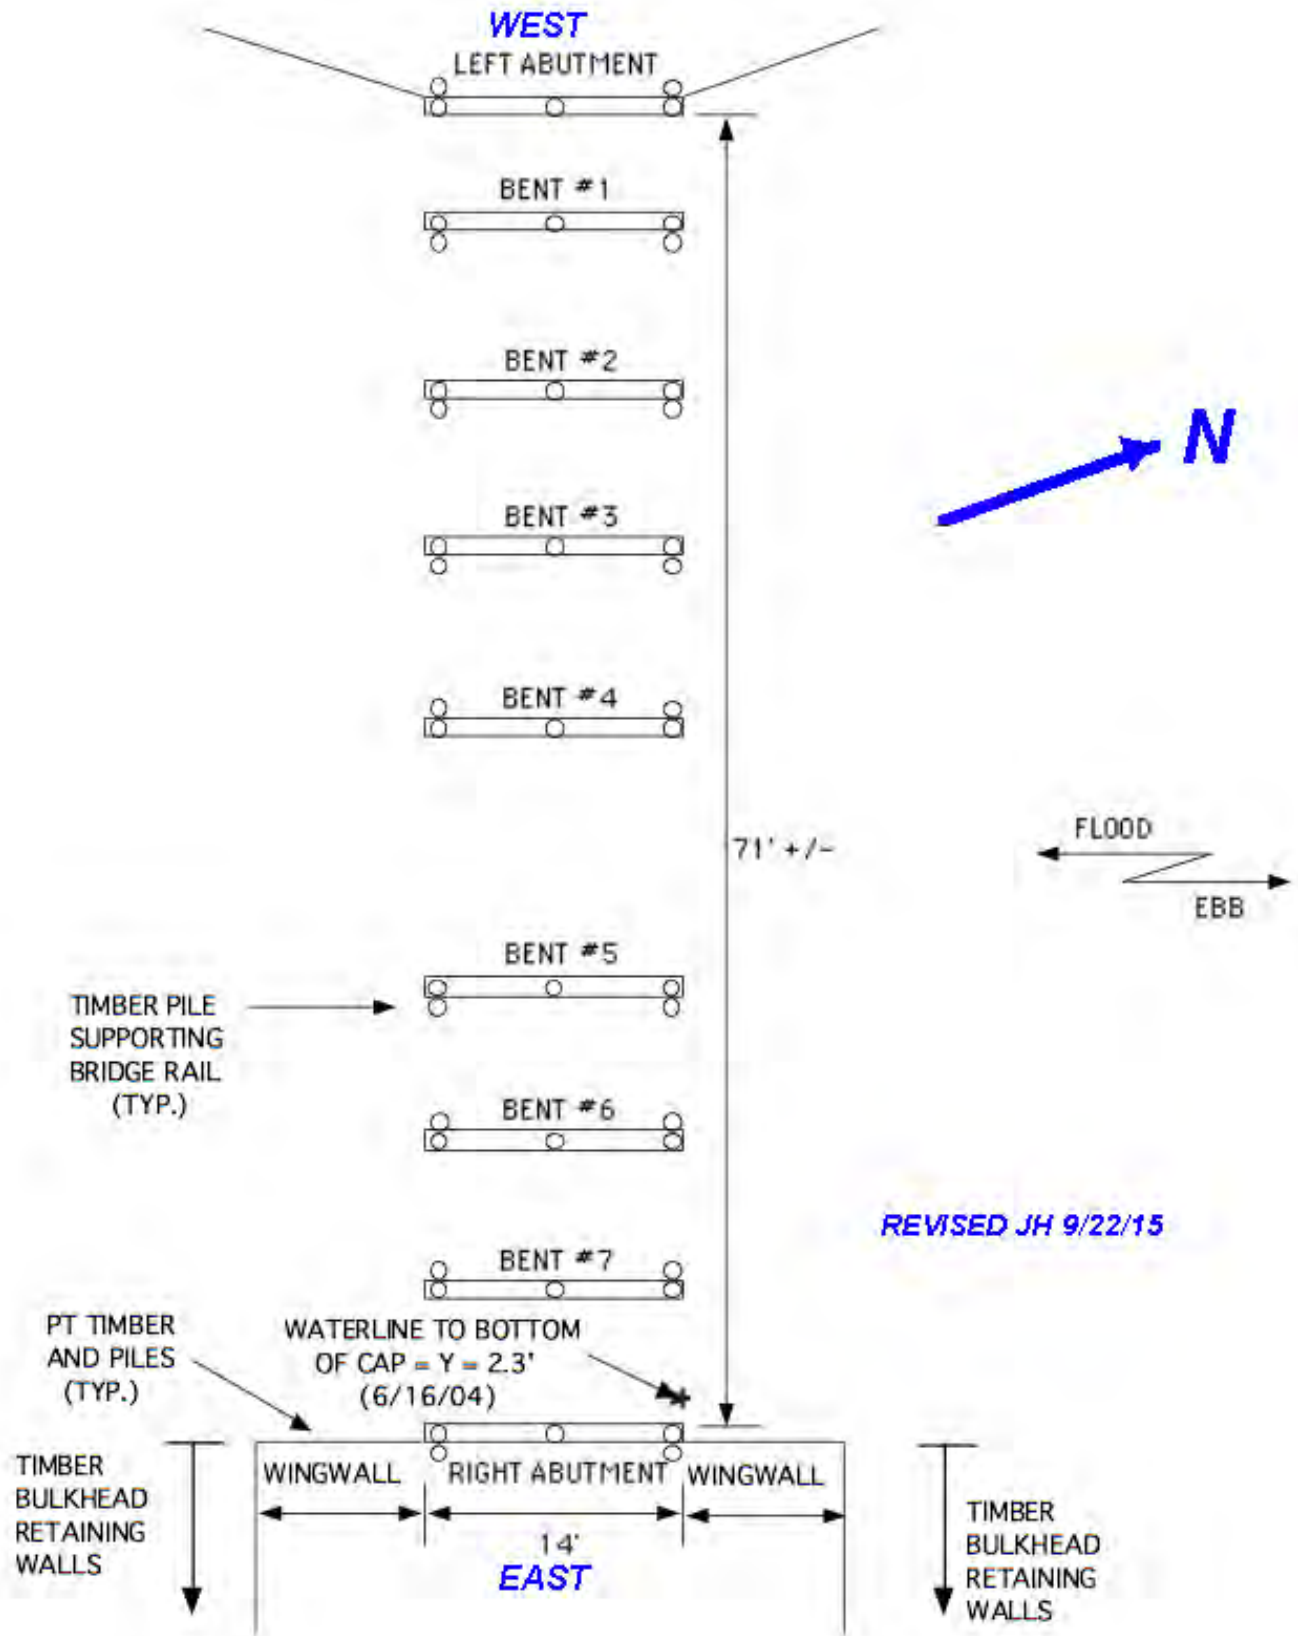 WEST
LEFT ABUTMENT
BENT #1
BENT #2
N
BENT #3
BENT #4
FLOOD
71' +/-
EBB
BENT #5
TIMBER PILE
SUPPORTING
BRIDGE RAIL
(TYP.)
BENT #6
REVISED JH 9/22/15
BENT #7
PT TIMBER
AND PILES
(TYP.)
WATERLINE TO BOTTOM
OF CAP = Y = 2.3'
(6/16/04)
WINGWALL
RIGHT ABUTMENT
WINGWALL
TIMBER
BULKHEAD
RETAINING
WALLS
14'
EAST
TIMBER
BULKHEAD
RETAINING
WALLS